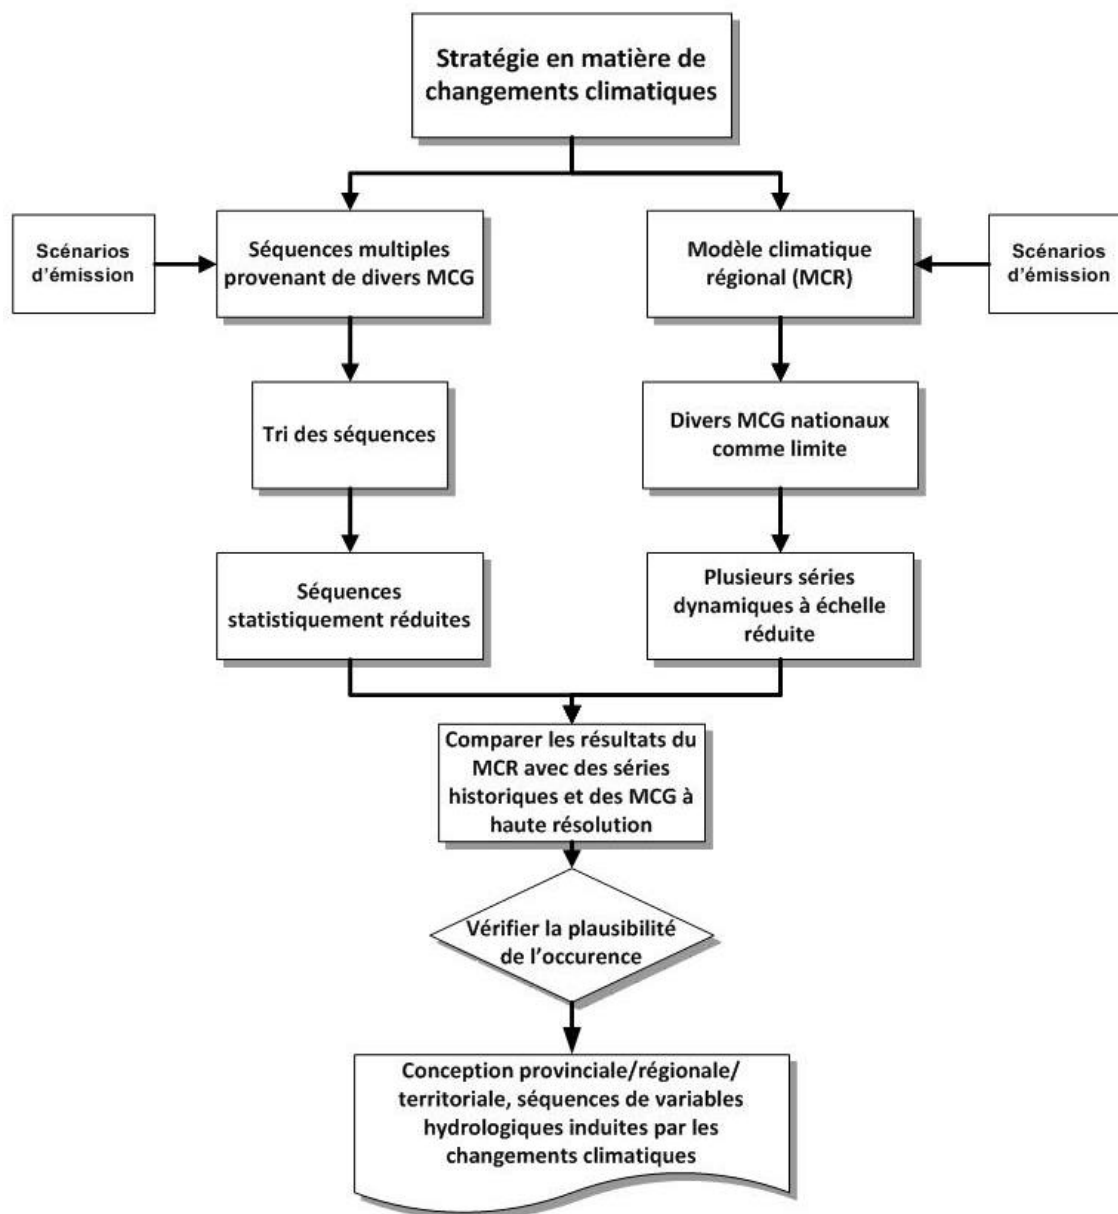 Stratégie en matière de
changements climatiques
Scénarios
d'émission
Séquences multiples
provenant de divers MCG
Modèle climatique
régional (MCR)
Scénarios
d'émission
Tri des séquences
Divers MCG nationaux
comme limite
Séquences
statistiquement réduites
Plusieurs séries
dynamiques à échelle
réduite
Comparer les résultats du
MCR avec des séries
historiques et des MCG à
haute résolution
Vérifier la plausibilité
de l'occurence
Conception provinciale/régionale/
territoriale, séquences de variables
hydrologiques induites par les
changements climatiques